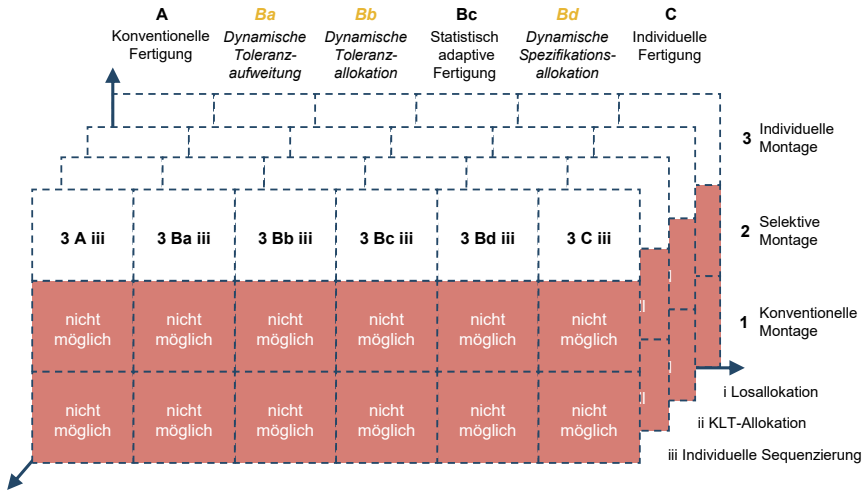 A
Ba
Bb
Bc
Bd
C
Konventionelle
Fertigung
Dynamische
Toleranz-
aufweitung
Dynamische
Toleranz-
allokation
Statistisch
adaptive
Fertigung
Dynamische
Spezifikations-
allokation
Individuelle
Fertigung
3 Individuelle
Montage
3 A iii
3 Ba iii
3 Bb iii
3 Bc iii
3 Bd iii
3 C iii
2 Selektive
Montage
nicht
möglich
nicht
möglich
nicht
möglich
nicht
möglich
nicht
möglich
nicht
möglich
1 Konventionelle
Montage
nicht
möglich
nicht
möglich
nicht
möglich
nicht
möglich
nicht
möglich
nicht
möglich
i Losallokation
ii KLT-Allokation
iii Individuelle Sequenzierung